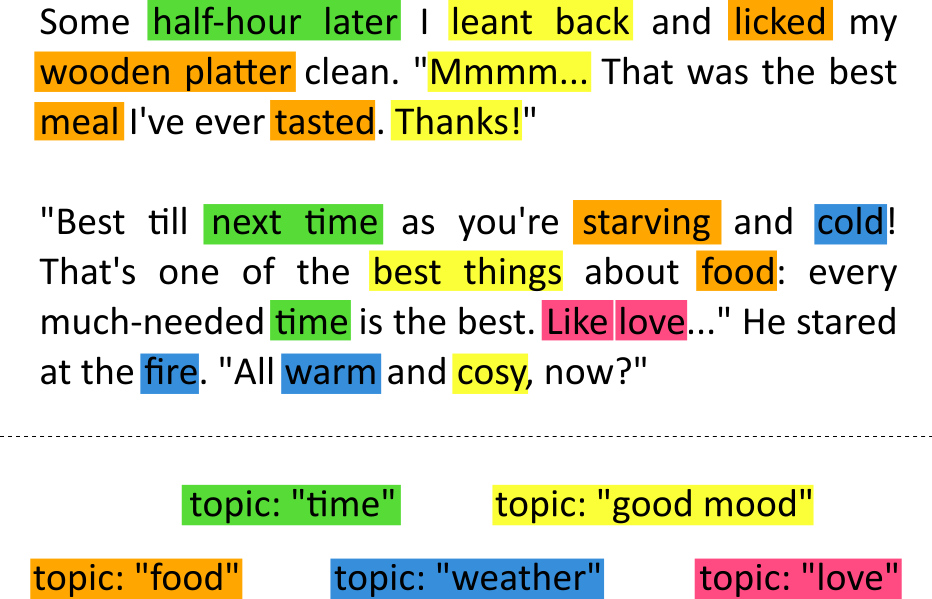 Some half-hour later I leant back and licked my
wooden platter clean. "Mmmm... That was the best
meal I've ever tasted. Thanks!"
"Best till next time as you're starving and cold!
That's one of the best things about food: every
much-needed time is the best. Like love..." He stared
at the fire. "All warm and cosy, now?"
topic: "time" topic: "good mood"
topic: "food" topic: "weather" topic: "love"